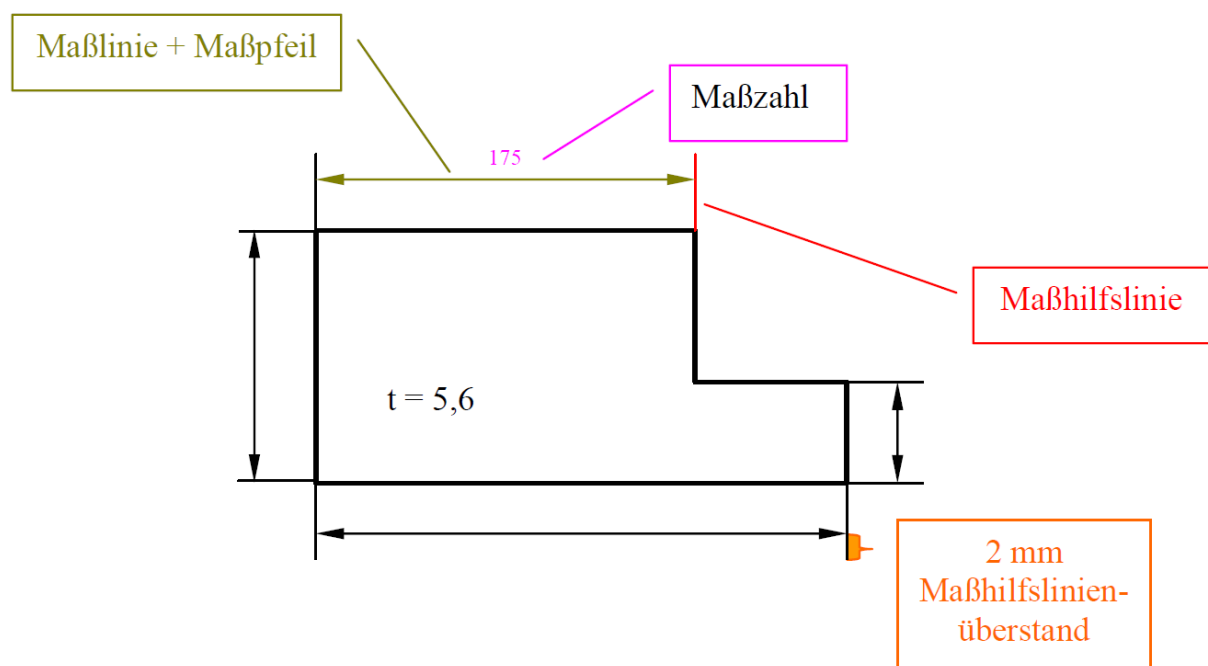 Maßlinie + Maßpfeil
Maßzahl
175
Maßhilfslinie
t = 5,6
2 mm
Maßhilfslinien-
überstand